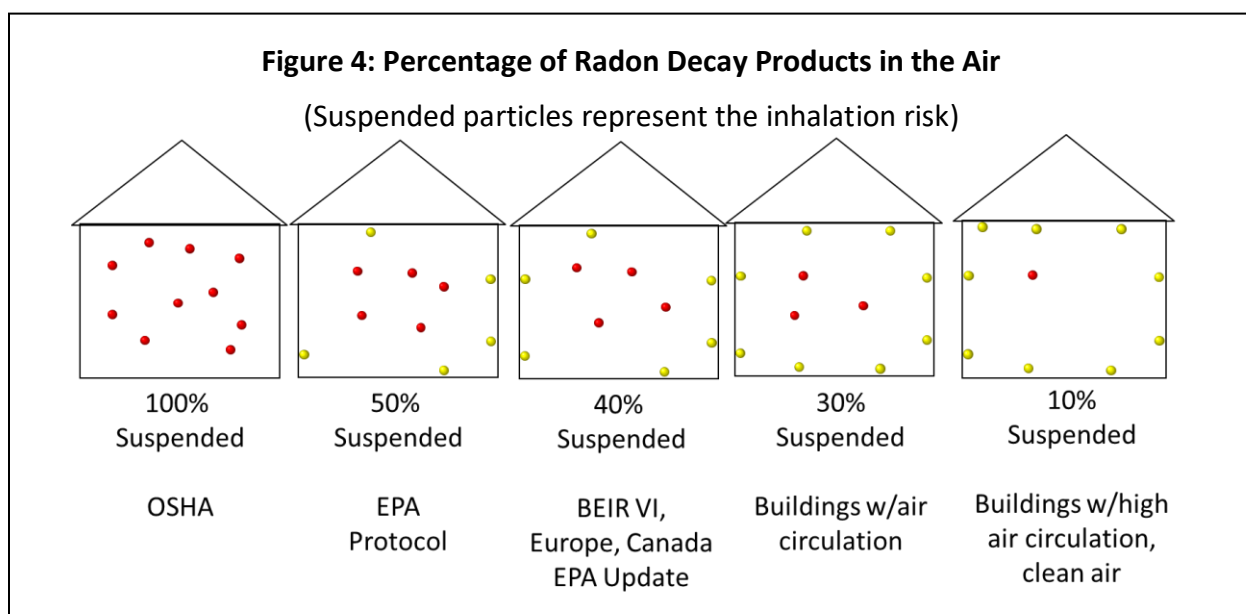 Figure 4: Percentage of Radon Decay Products in the Air
(Suspended particles represent the inhalation risk)
100%
Suspended
OSHA
50%
Suspended
EPA
Protocol
40%
Suspended
BEIR VI,
Europe, Canada
EPA Update
30%
Suspended
Buildings w/air
circulation
10%
Suspended
Buildings w/high
air circulation,
clean air